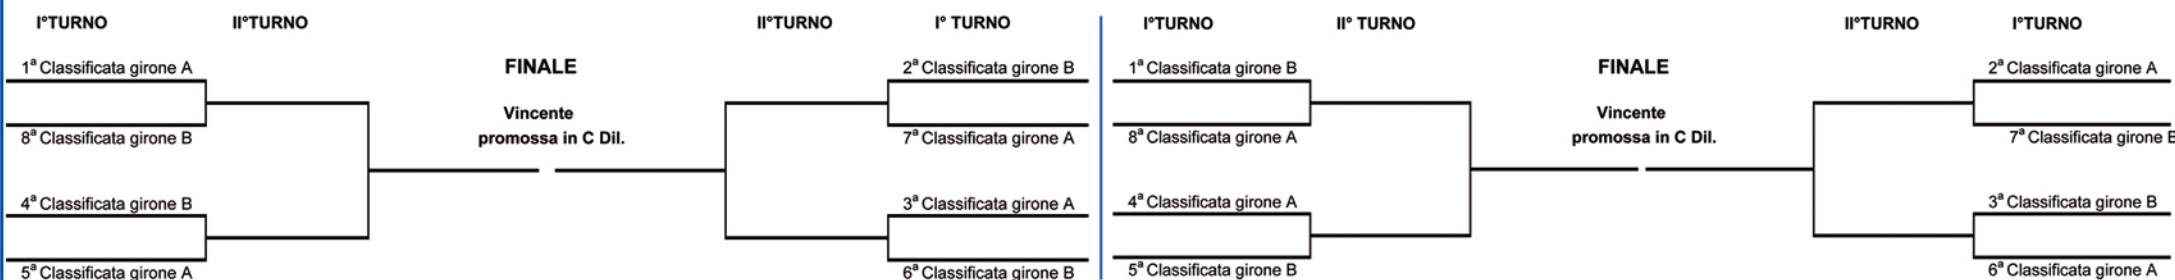 I°TURNO
II°TURNO
II°TURNO
I° TURNO
1ª Classificata girone A
FINALE
2ª Classificata girone B
Vincente
promossa in C Dil.
8ª Classificata girone B
7ª Classificata girone A
4ª Classificata girone B
3ª Classificata girone A
5ª Classificata girone A
6ª Classificata girone B
I°TURNO
II° TURNO
II°TURNO
I°TURNO
1ª Classificata girone B
FINALE
2ª Classificata girone A
Vincente
promossa in C Dil.
8ª Classificata girone A
7ª Classificata girone B
4ª Classificata girone A
3ª Classificata girone B
5ª Classificata girone B
6ª Classificata girone A